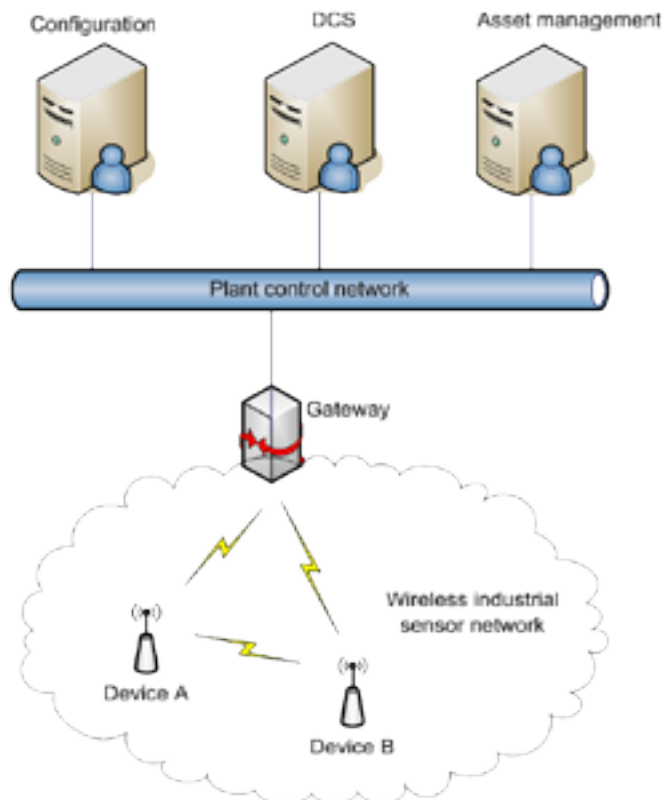 Configuration
DCS
Asset management
Plant control network
Gateway
Wireless industrial
sensor network
Device A
Device B